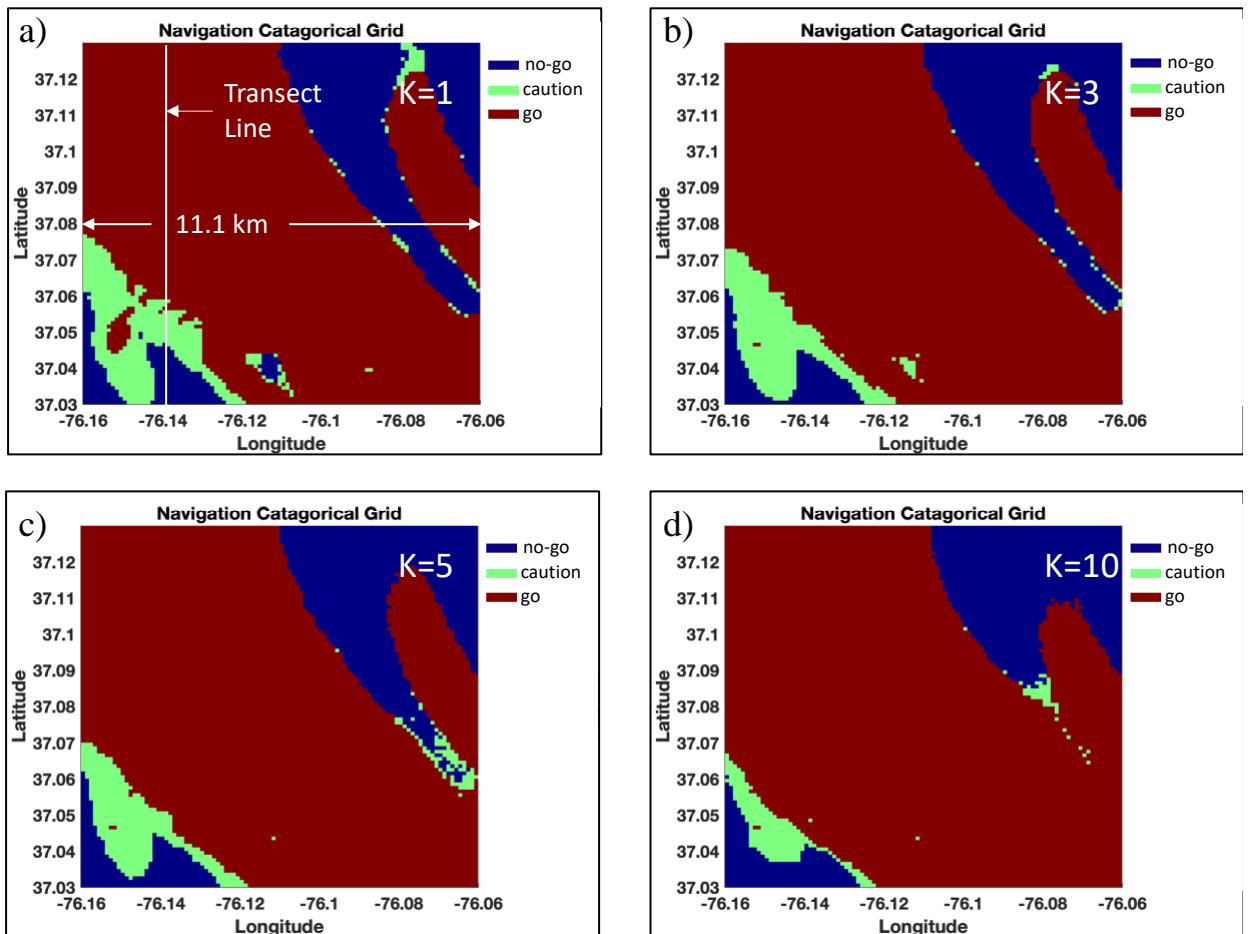 a)
Navigation Catagorical Grid
37.12
37.11
37.1
37.09
37.08
37.07
37.06
37.05
37.04
37.03
Latitude
-76.16 -76.14 -76.12 -76.1 -76.08 -76.06
Longitude
Transect
Line
11.1 km
K=1
no-go
caution
go
b)
Navigation Catagorical Grid
37.12
37.11
37.1
37.09
37.08
37.07
37.06
37.05
37.04
37.03
Latitude
-76.16 -76.14 -76.12 -76.1 -76.08 -76.06
Longitude
K=3
no-go
caution
go
c)
Navigation Catagorical Grid
37.12
37.11
37.1
37.09
37.08
37.07
37.06
37.05
37.04
37.03
Latitude
-76.16 -76.14 -76.12 -76.1 -76.08 -76.06
Longitude
K=5
no-go
caution
go
d)
Navigation Catagorical Grid
37.12
37.11
37.1
37.09
37.08
37.07
37.06
37.05
37.04
37.03
Latitude
-76.16 -76.14 -76.12 -76.1 -76.08 -76.06
Longitude
K=10
no-go
caution
go